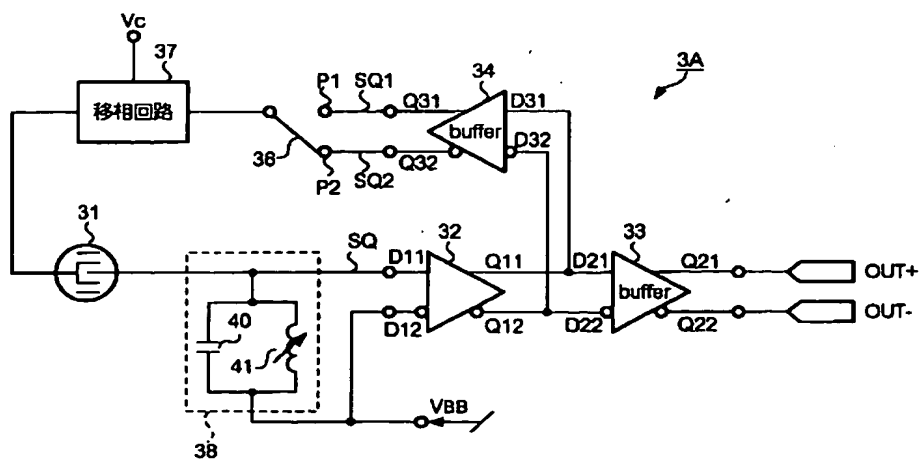 Vc
37
移相回路
P1
SQ1
Q31
34
D31
3A
buffer
D32
36
P2
SQ2
Q32
31
SQ
D11
32
Q11
D21
33
Q21
OUT+
buffer
D12
Q12
D22
Q22
OUT-
40
41
VBB
38